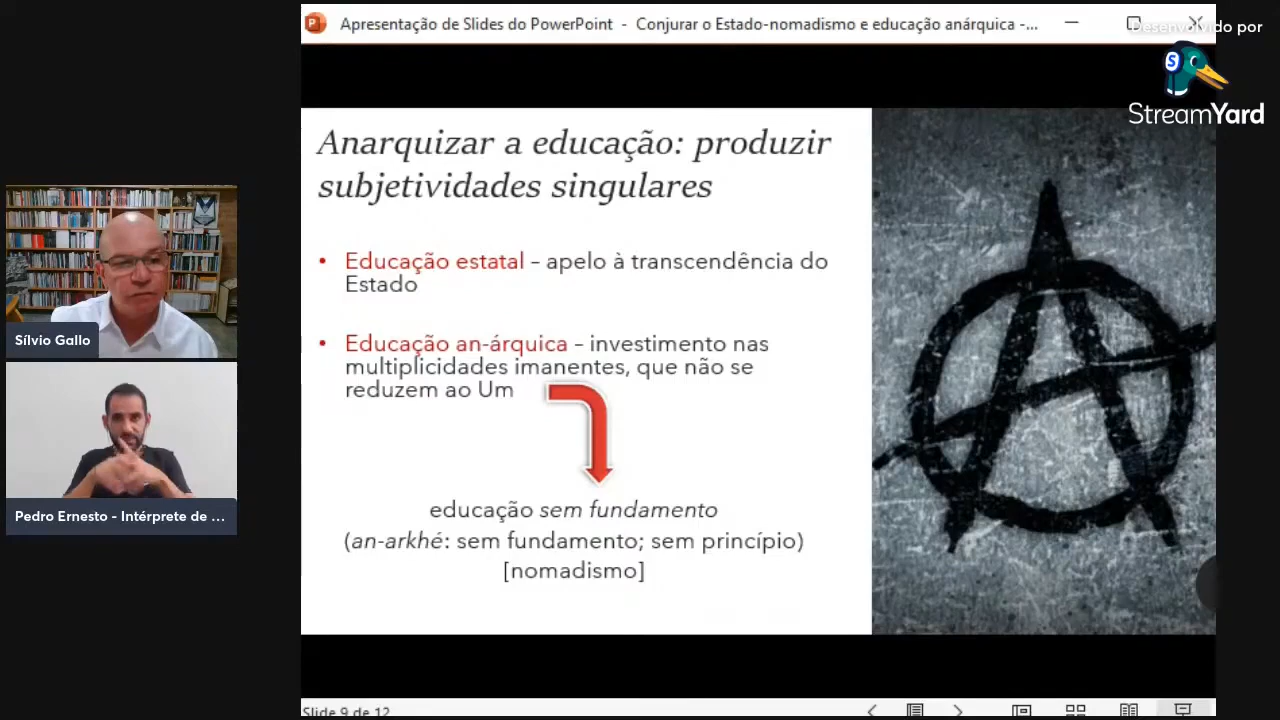 Apresentação de Slides do PowerPoint - Conjurar o Estado-nomadismo e educação anárquica -...
Desenvolvido por
StreamYard
Anarquizar a educação: produzir
subjetividades singulares
• Educação estatal – apelo à transcendência do
Estado
• Educação an-árquica – investimento nas
multiplicidades imanentes, que não se
reduzem ao Um
educação sem fundamento
(an-arkhé: sem fundamento; sem princípio)
[nomadismo]
Sílvio Gallo
Pedro Ernesto - Intérprete de ...
Slide 9 de 12